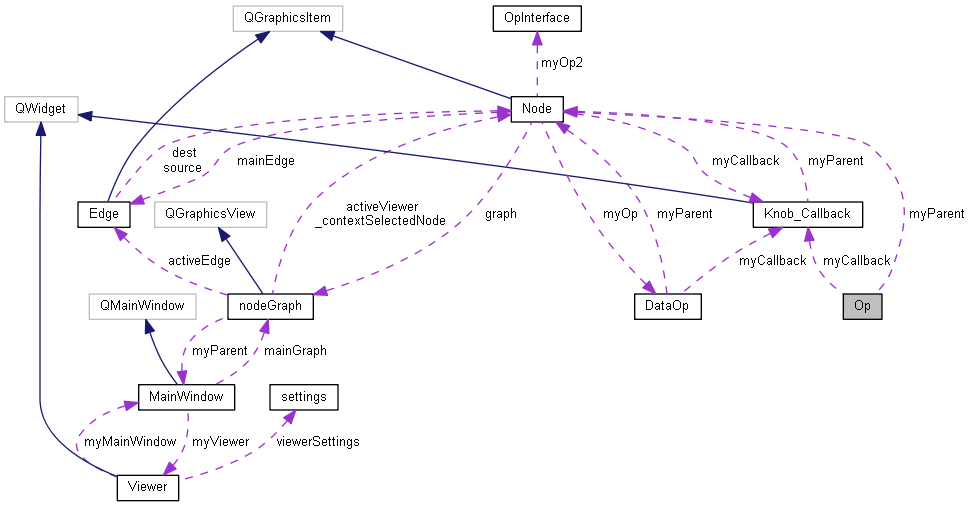 QGraphicsItem
OpInterface
myOp2
QWidget
Node
dest
source
mainEdge
myCallback
myParent
Edge
QGraphicsView
activeViewer
_contextSelectedNode
graph
myOp
myParent
Knob_Callback
myParent
activeEdge
myCallback
myCallback
QMainWindow
nodeGraph
DataOp
Op
myParent
mainGraph
MainWindow
settings
myMainWindow
myViewer
viewerSettings
Viewer